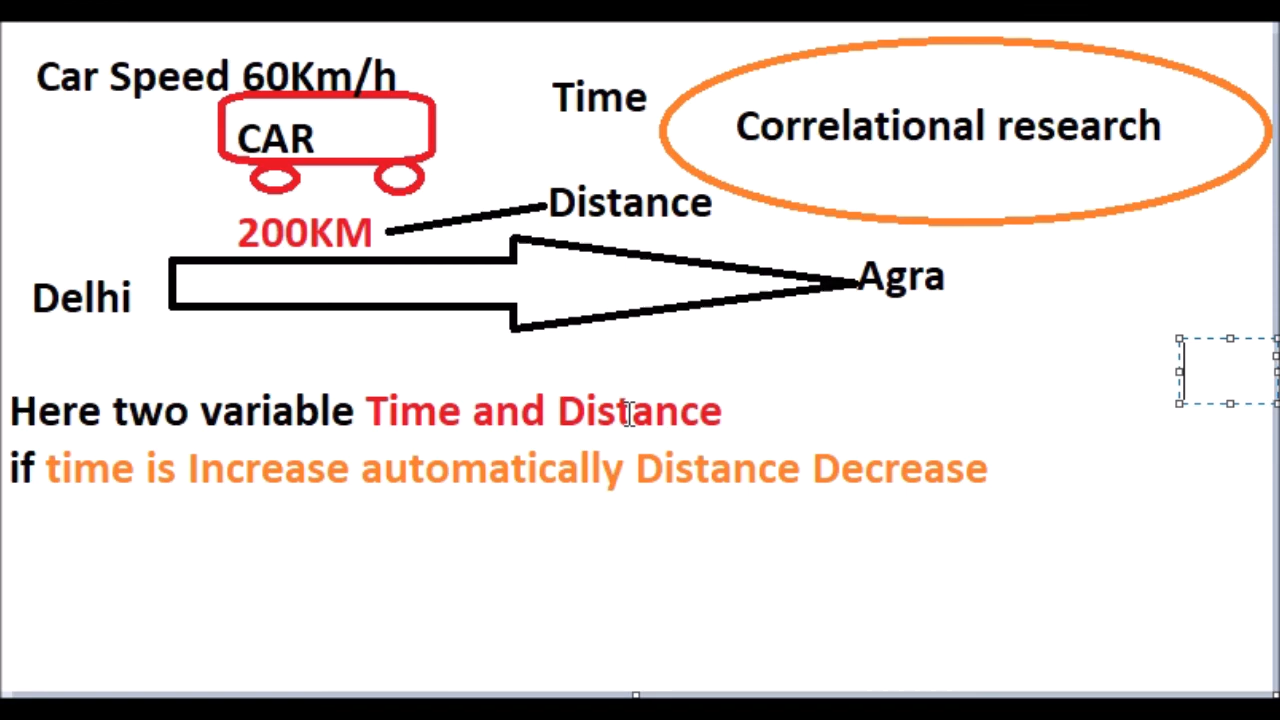 Car Speed 60Km/h
CAR
Time
Correlational research
200KM
Distance
Delhi
Agra
Here two variable Time and Distance
if time is Increase automatically Distance Decrease